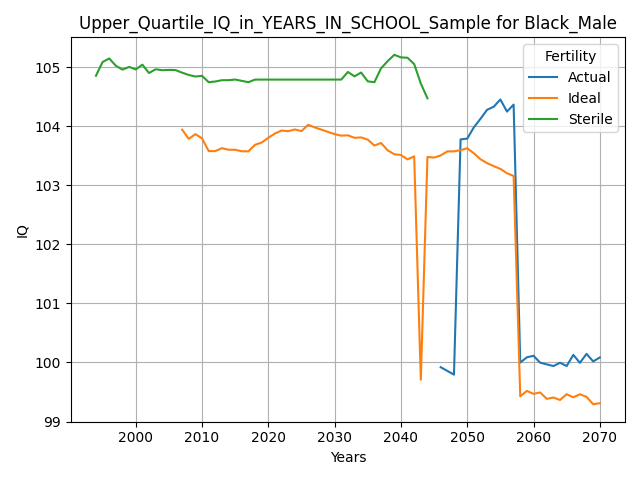 Upper_Quartile_IQ_in_YEARS_IN_SCHOOL_Sample for Black_Male
Fertility
Actual
Ideal
Sterile
IQ
105
104
103
102
101
100
99
2000 2010 2020 2030 2040 2050 2060 2070
Years